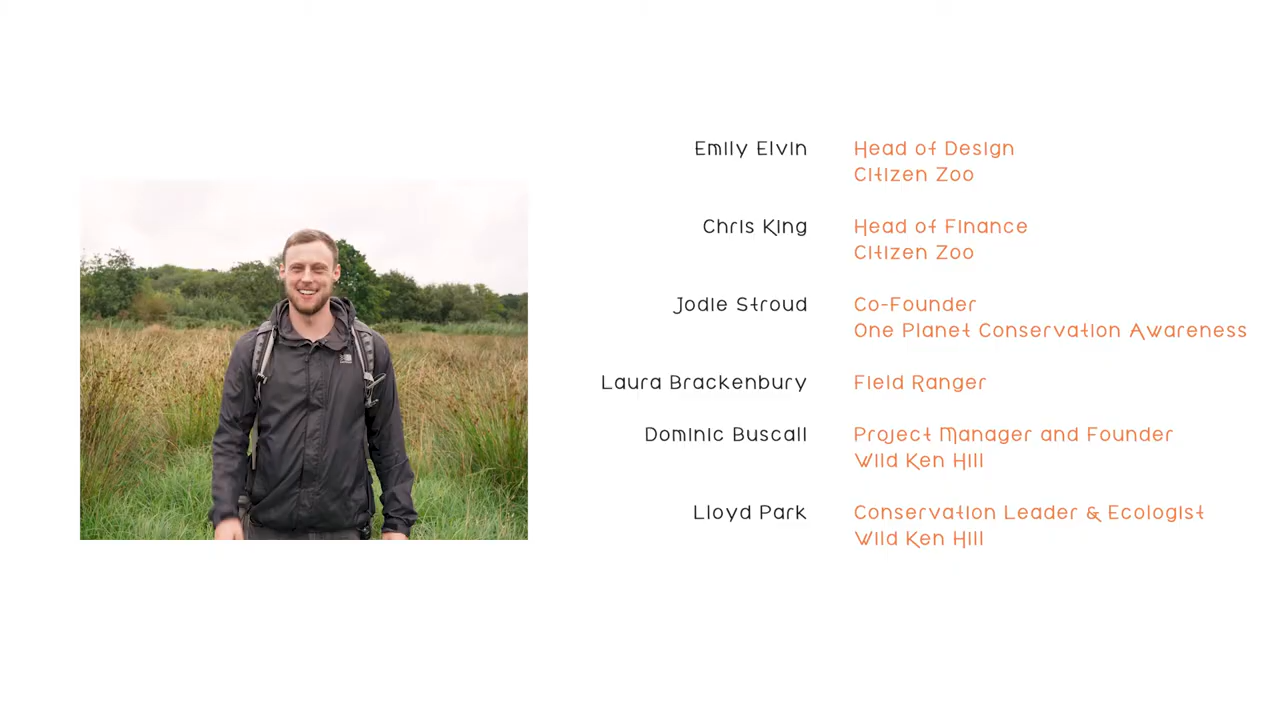 Emily Elvin Head of Design
Citizen Zoo
Chris King Head of Finance
Citizen Zoo
Jodie Stroud Co-Founder
One Planet Conservation Awareness
Laura Brackenbury Field Ranger
Dominic Buscall Project Manager and Founder
Wild Ken Hill
Lloyd Park Conservation Leader & Ecologist
Wild Ken Hill